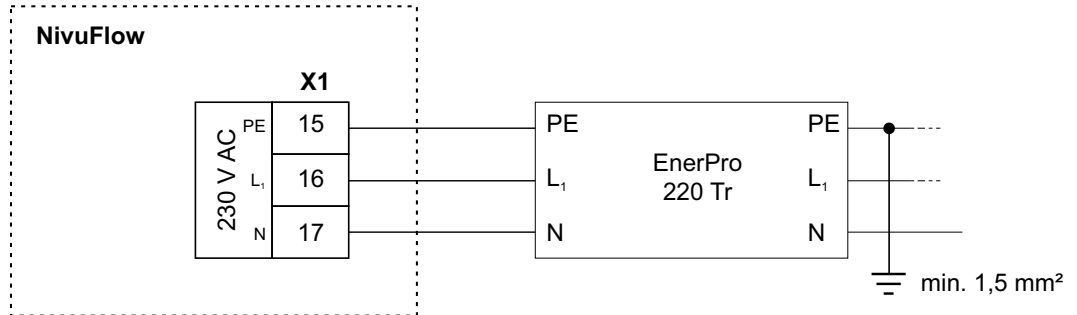 NivuFlow
X1
230 V AC
PE 15
L₁ 16
N 17
PE
L₁
N
EnerPro
220 Tr
PE
L₁
N
min. 1,5 mm²